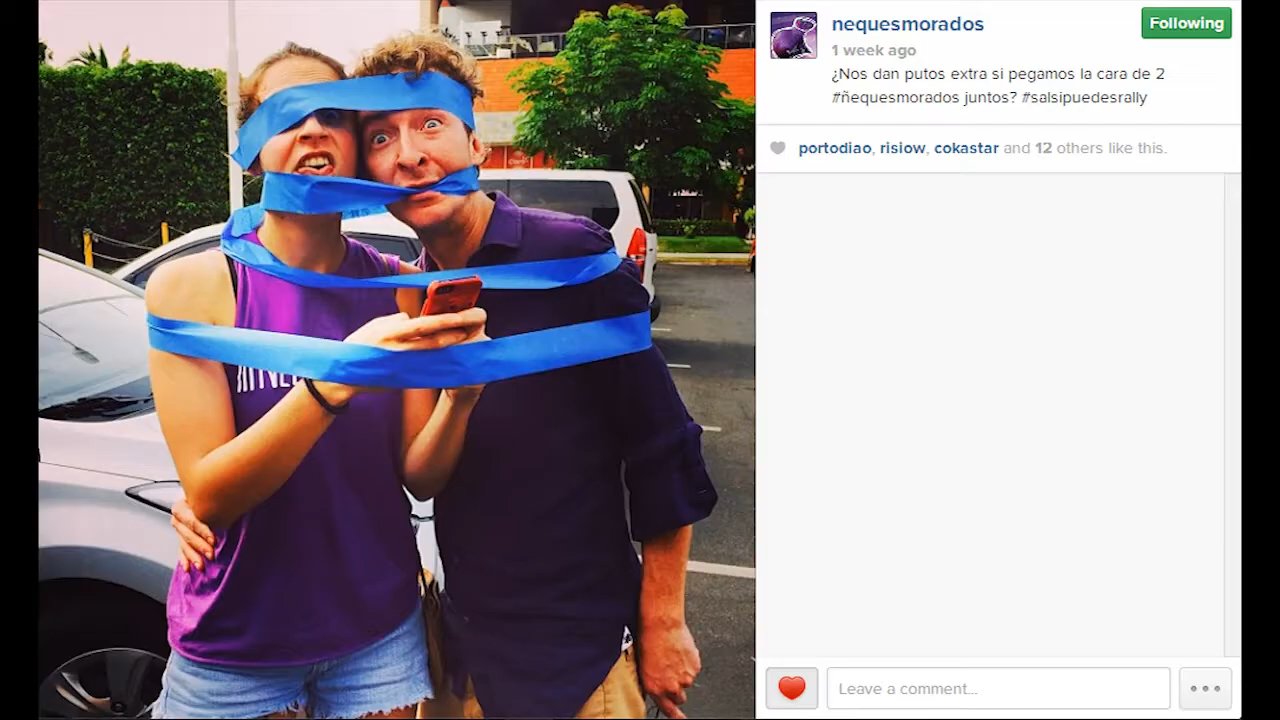 nequesmorados
Following
1 week ago
¿Nos dan putos extra si pegamos la cara de 2
#ñequesmorados juntos? #salsipuedesrally
portodiao, risiow, cokastar and 12 others like this.
Leave a comment...